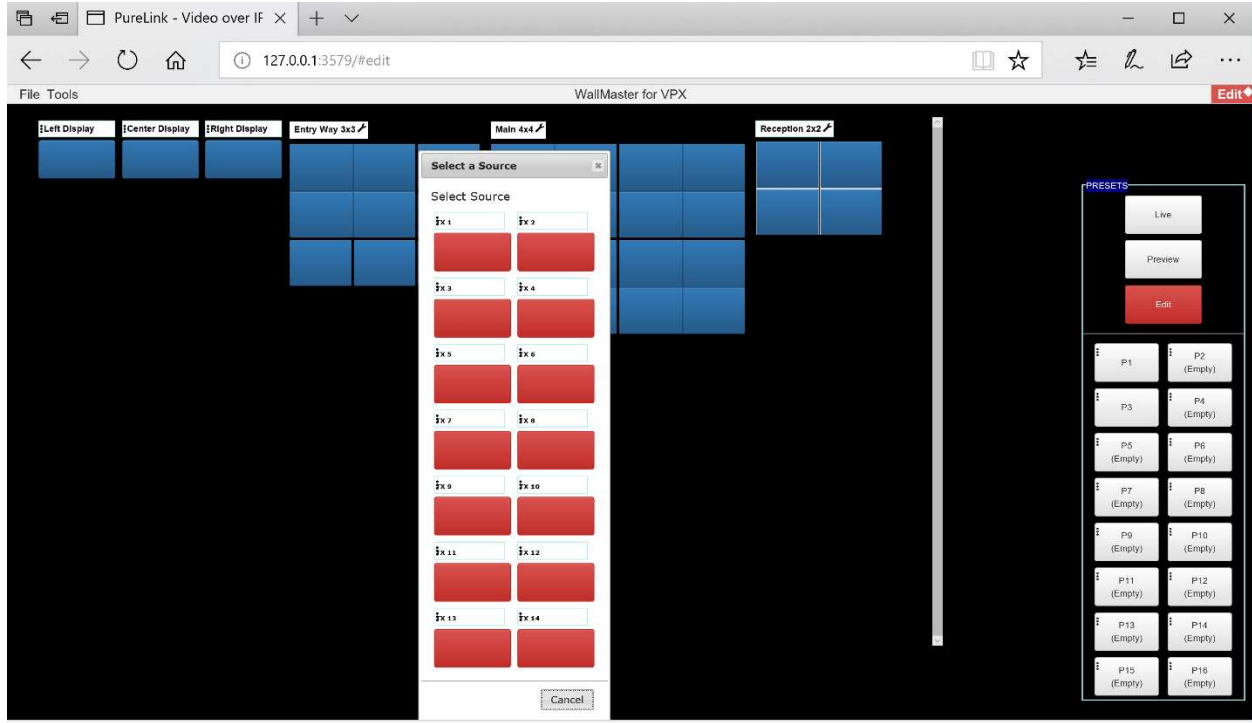 PureLink - Video over IF
127.0.0.1:3579/#edit
File Tools
WallMaster for VPX
Edit
Left Display
Center Display
Right Display
Entry Way 3x3
Main 4x4
Reception 2x2
Select a Source
Select Source
TX 1
TX 2
TX 3
TX 4
TX 5
TX 6
TX 7
TX 8
TX 9
TX 10
TX 11
TX 12
TX 13
TX 14
Cancel
PRESETS
Live
Preview
Edit
P1
P2
(Empty)
P3
P4
(Empty)
P5
(Empty)
P6
(Empty)
P7
(Empty)
P8
(Empty)
P9
(Empty)
P10
(Empty)
P11
(Empty)
P12
(Empty)
P13
(Empty)
P14
(Empty)
P15
(Empty)
P16
(Empty)